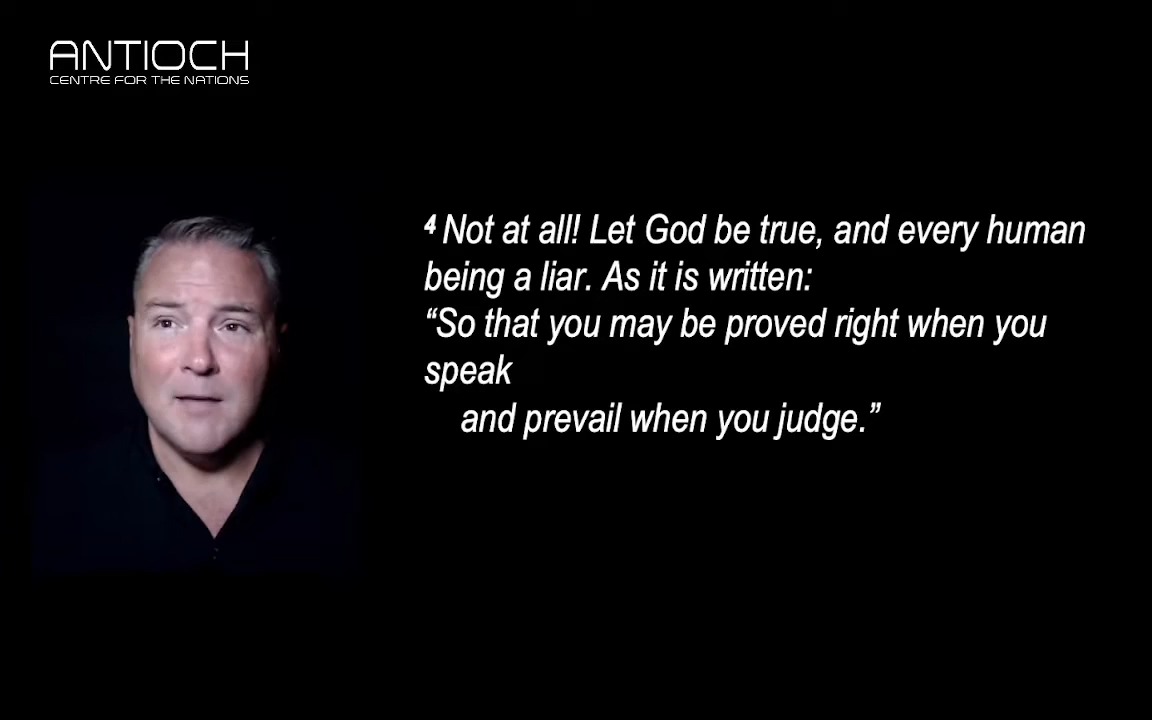 ANTIOCH
CENTRE FOR THE NATIONS
4 Not at all! Let God be true, and every human
being a liar. As it is written:
“So that you may be proved right when you
speak
and prevail when you judge.”